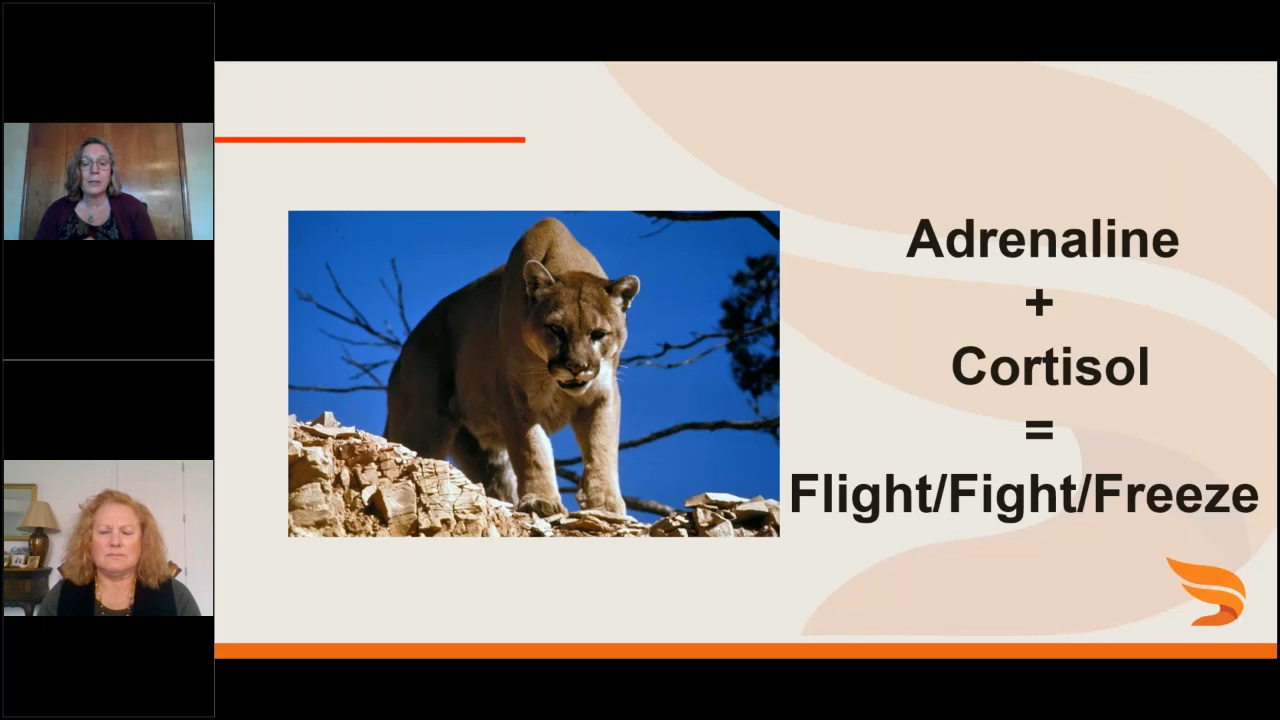 Adrenaline
+
Cortisol
=
Flight/Fight/Freeze